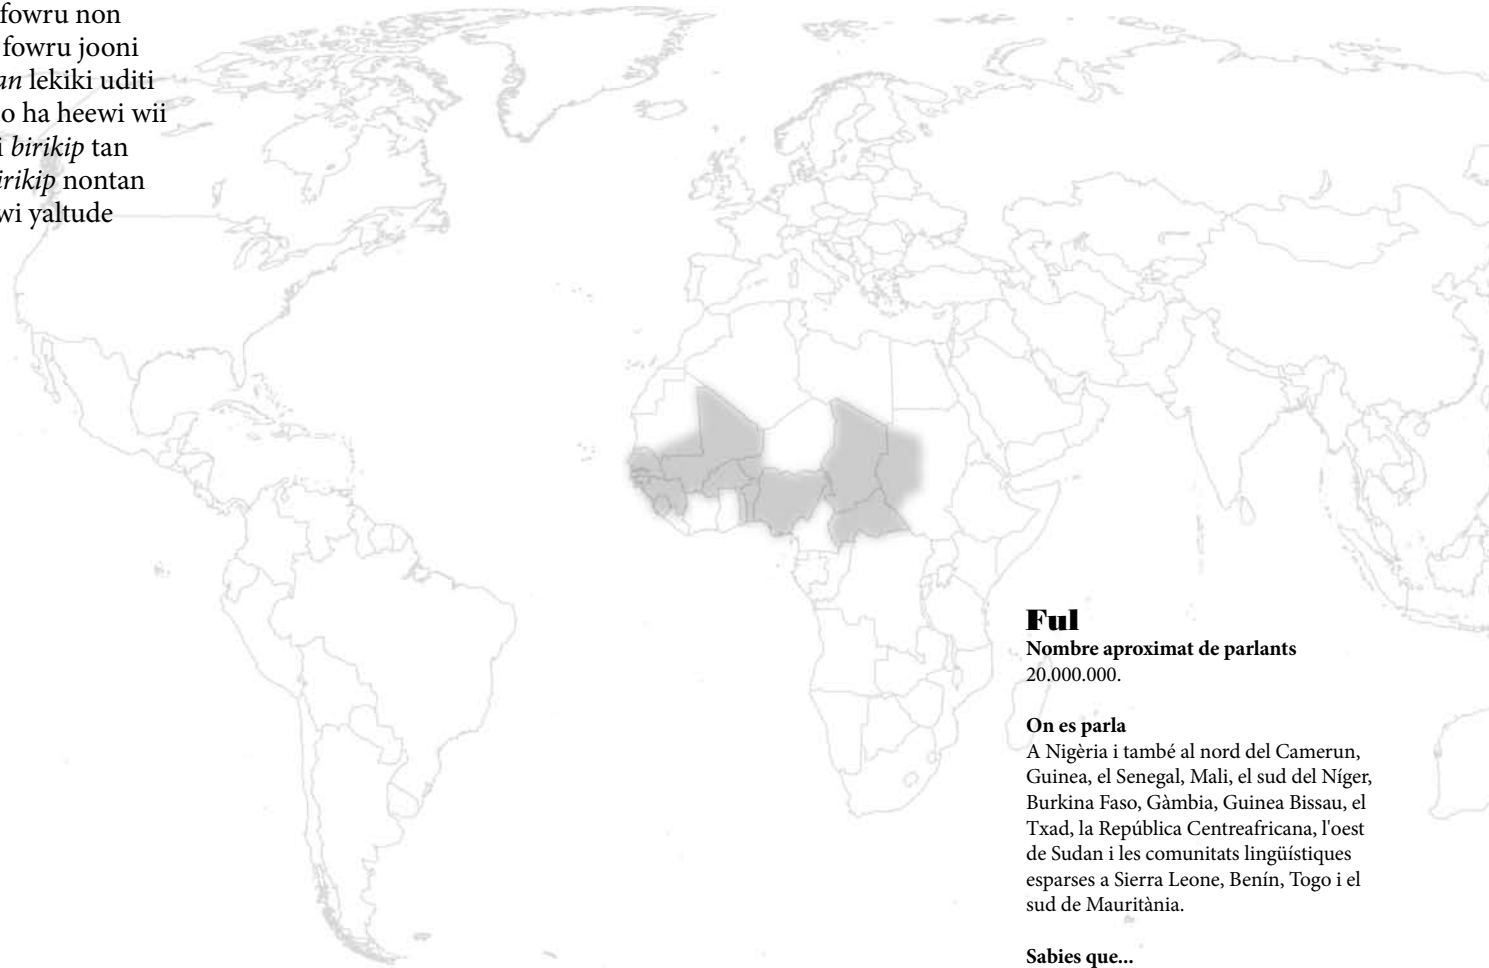 fowru non
fowru jooni
an lekiki uditi
o ha heewi wii
i birikip tan
irikip nontan
wi yaltude
Ful
Nombre aproximat de parlants
20.000.000.
On es parla
A Nigèria i també al nord del Camerun,
Guinea, el Senegal, Mali, el sud del Níger,
Burkina Faso, Gàmbia, Guinea Bissau, el
Txad, la República Centreafricana, l'oest
de Sudan i les comunitats lingüístiques
esparses a Sierra Leone, Benín, Togo i el
sud de Mauritània.
Sabies que...